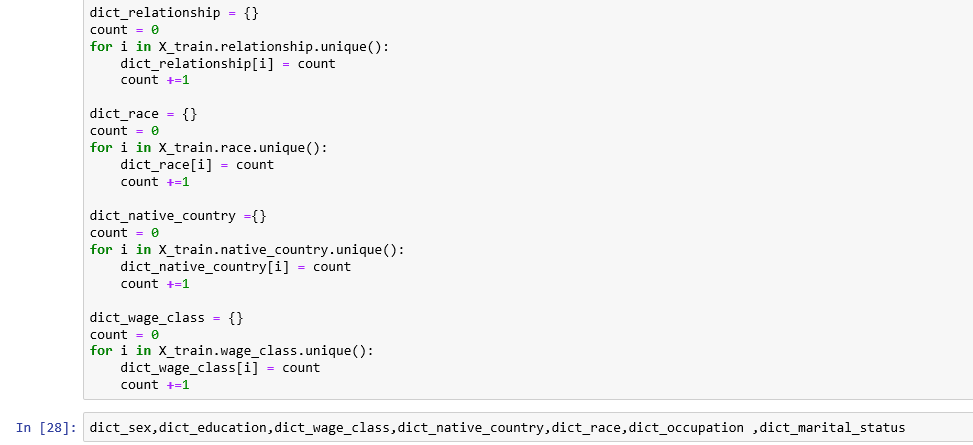 dict_relationship = {}
count = 0
for i in X_train.relationship.unique():
    dict_relationship[i] = count
    count +=1

dict_race = {}
count = 0
for i in X_train.race.unique():
    dict_race[i] = count
    count +=1

dict_native_country ={}
count = 0
for i in X_train.native_country.unique():
    dict_native_country[i] = count
    count +=1

dict_wage_class = {}
count = 0
for i in X_train.wage_class.unique():
    dict_wage_class[i] = count
    count +=1

In [28]: dict_sex,dict_education,dict_wage_class,dict_native_country,dict_race,dict_occupation ,dict_marital_status